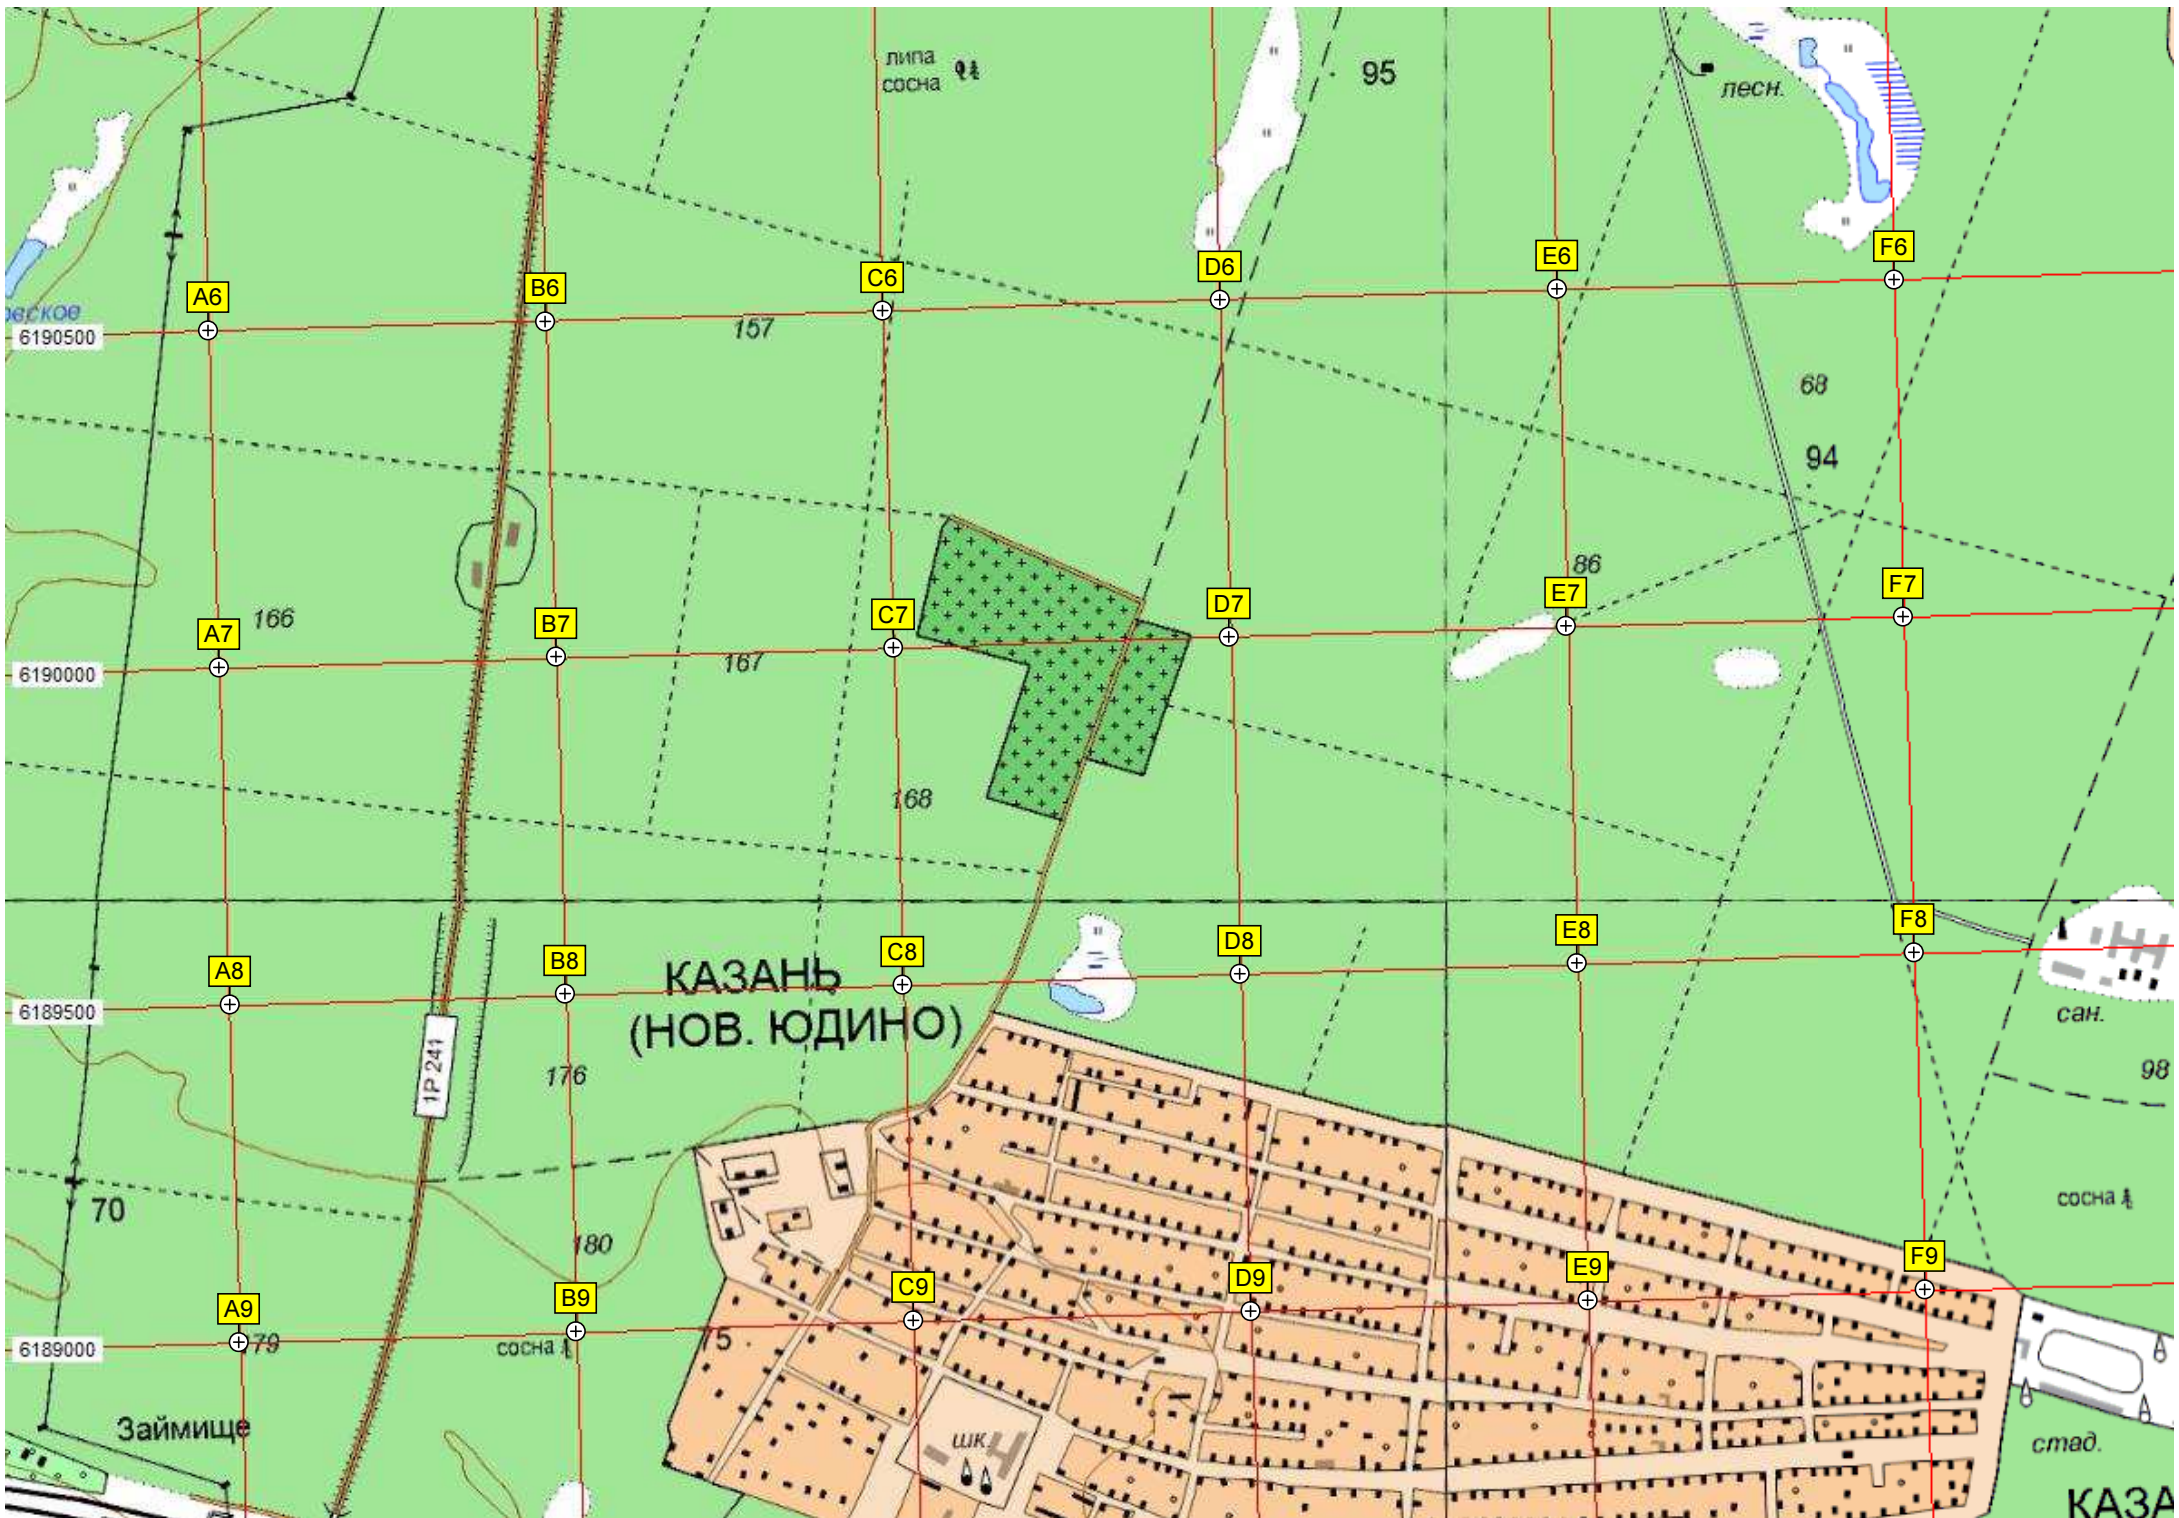 липа
сосна
95
лесн.
F6
E6
D6
C6
B6
A6
157
6190500
68
94
86
F7
E7
D7
C7
B7
A7
166
167
6190000
168
F8
E8
D8
C8
B8
A8
КАЗАНЬ
(НОВ. ЮДИНО)
6189500
сан.
1Р 241
176
98
70
сосна
180
F9
E9
D9
C9
B9
A9
79
сосна
75
6189000
Займище
шк.
стад.
КАЗА